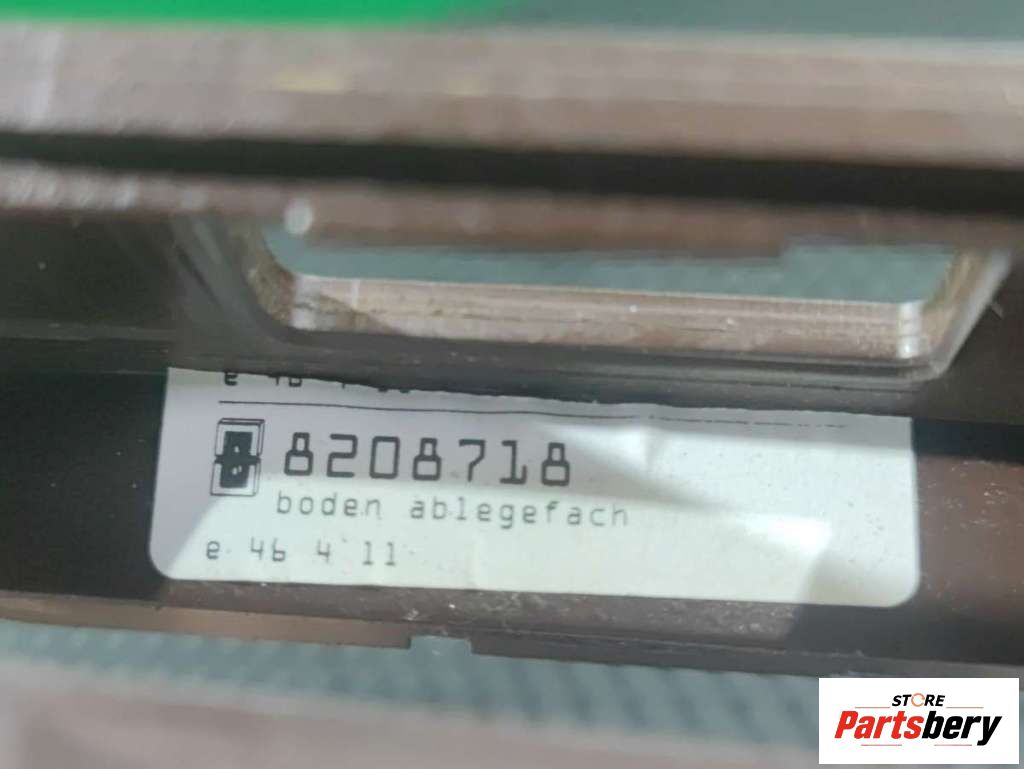 8208718
boden ablegefach
e 46 4 11
STORE
Partsbery